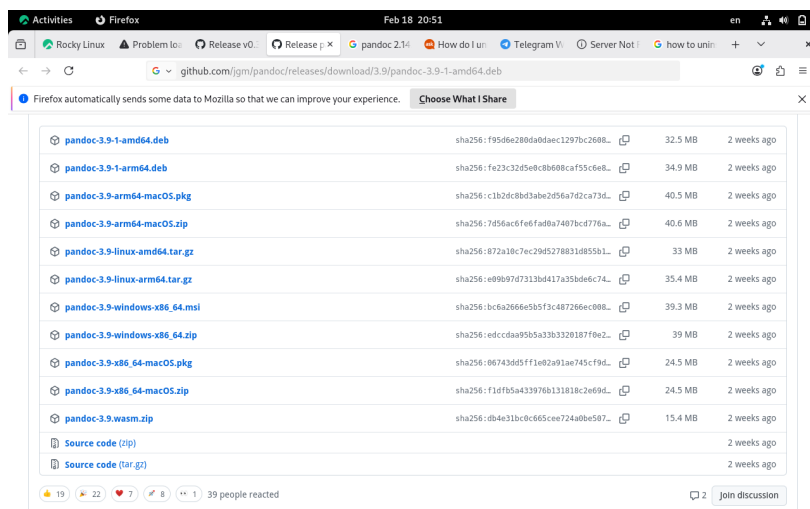 Activities Firefox Feb 18 20:51 en
Rocky Linux Problem loa Release v0. Release p × G pandoc 2.14 How do I un Telegram W Server Not F G how to unin + ×
G github.com/jgm/pandoc/releases/download/3.9/pandoc-3.9-1-amd64.deb
Firefox automatically sends some data to Mozilla so that we can improve your experience. Choose What I Share ×
pandoc-3.9-1-amd64.deb sha256:f95d6e280da0daec1297bc2608… 32.5 MB 2 weeks ago
pandoc-3.9-1-arm64.deb sha256:fe23c32d5e0c8b608caf55c6e8… 34.9 MB 2 weeks ago
pandoc-3.9-arm64-macOS.pkg sha256:c1b2dc8bd3abe2d56a7d2ca73d… 40.5 MB 2 weeks ago
pandoc-3.9-arm64-macOS.zip sha256:7d56ac6fe6fad0a7407bcd776a… 40.6 MB 2 weeks ago
pandoc-3.9-linux-amd64.tar.gz sha256:872a10c7ec29d5278831d855b1… 33 MB 2 weeks ago
pandoc-3.9-linux-arm64.tar.gz sha256:e09b97d7313bd417a35bde6c74… 35.4 MB 2 weeks ago
pandoc-3.9-windows-x86_64.msi sha256:bc6a2666e5b5f3c487266ec008… 39.3 MB 2 weeks ago
pandoc-3.9-windows-x86_64.zip sha256:edccdaa95b5a33b3320187f0e2… 39 MB 2 weeks ago
pandoc-3.9-x86_64-macOS.pkg sha256:06743dd5ff1e02a91ae745cf9d… 24.5 MB 2 weeks ago
pandoc-3.9-x86_64-macOS.zip sha256:f1dfb5a433976b131818c2e69d… 24.5 MB 2 weeks ago
pandoc-3.9.wasm.zip sha256:db4e31bc0c665cee724a0be507… 15.4 MB 2 weeks ago
Source code (zip) 2 weeks ago
Source code (tar.gz) 2 weeks ago
19 22 7 8 1 39 people reacted 2 Join discussion